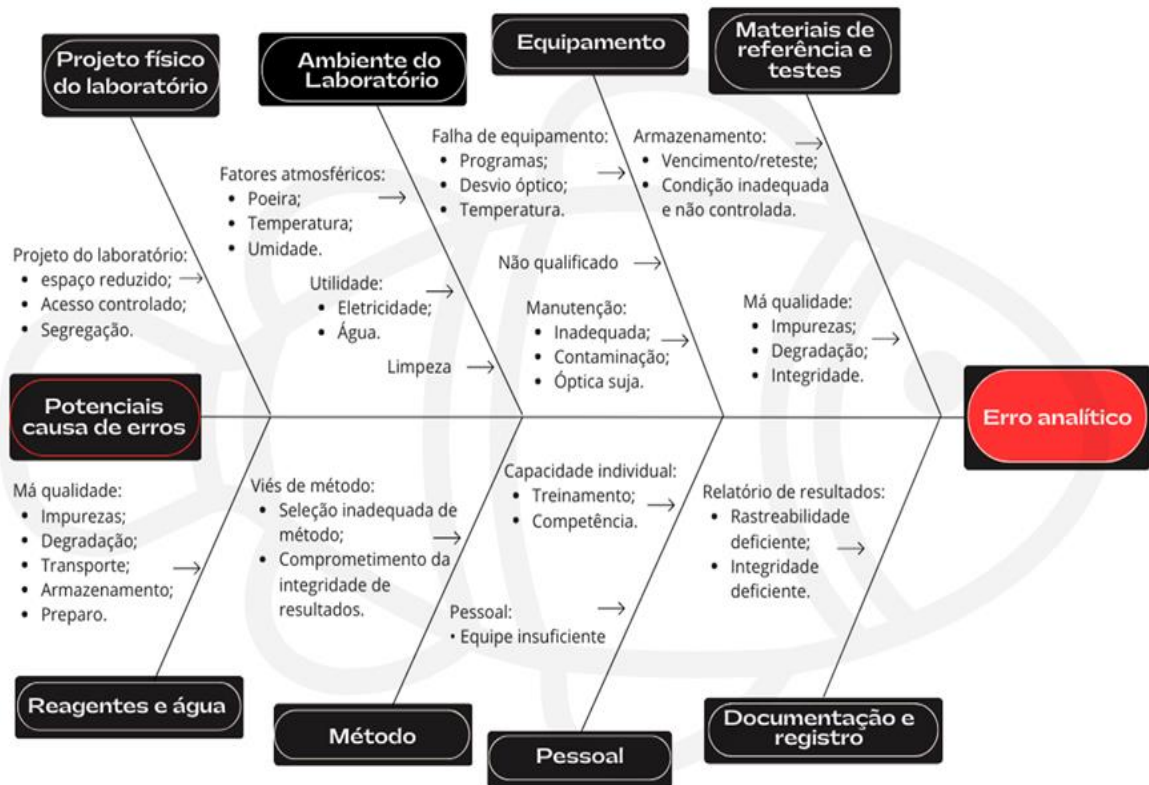 Projeto físico
do laboratório
Ambiente do
Laboratório
Equipamento
Materiais de
referência e
testes
Projeto do laboratório:
• espaço reduzido;
• Acesso controlado;
• Segregação.
Fatores atmosféricos:
• Poeira;
• Temperatura;
• Umidade.
Utilidade:
• Eletricidade;
• Água.
Limpeza
Falha de equipamento:
• Programas;
• Desvio óptico;
• Temperatura.
Não qualificado
Manutenção:
• Inadequada;
• Contaminação;
• Óptica suja.
Armazenamento:
• Vencimento/reteste;
• Condição inadequada
e não controlada.
Má qualidade:
• Impurezas;
• Degradação;
• Integridade.
Potenciais
causa de erros
Erro analítico
Má qualidade:
• Impurezas;
• Degradação;
• Transporte;
• Armazenamento;
• Preparo.
Viés de método:
• Seleção inadequada de
método;
• Comprometimento da
integridade de
resultados.
Capacidade individual:
• Treinamento;
• Competência.
Pessoal:
• Equipe insuficiente
Relatório de resultados:
• Rastreabilidade
deficiente;
• Integridade
deficiente.
Reagentes e água
Método
Pessoal
Documentação e
registro